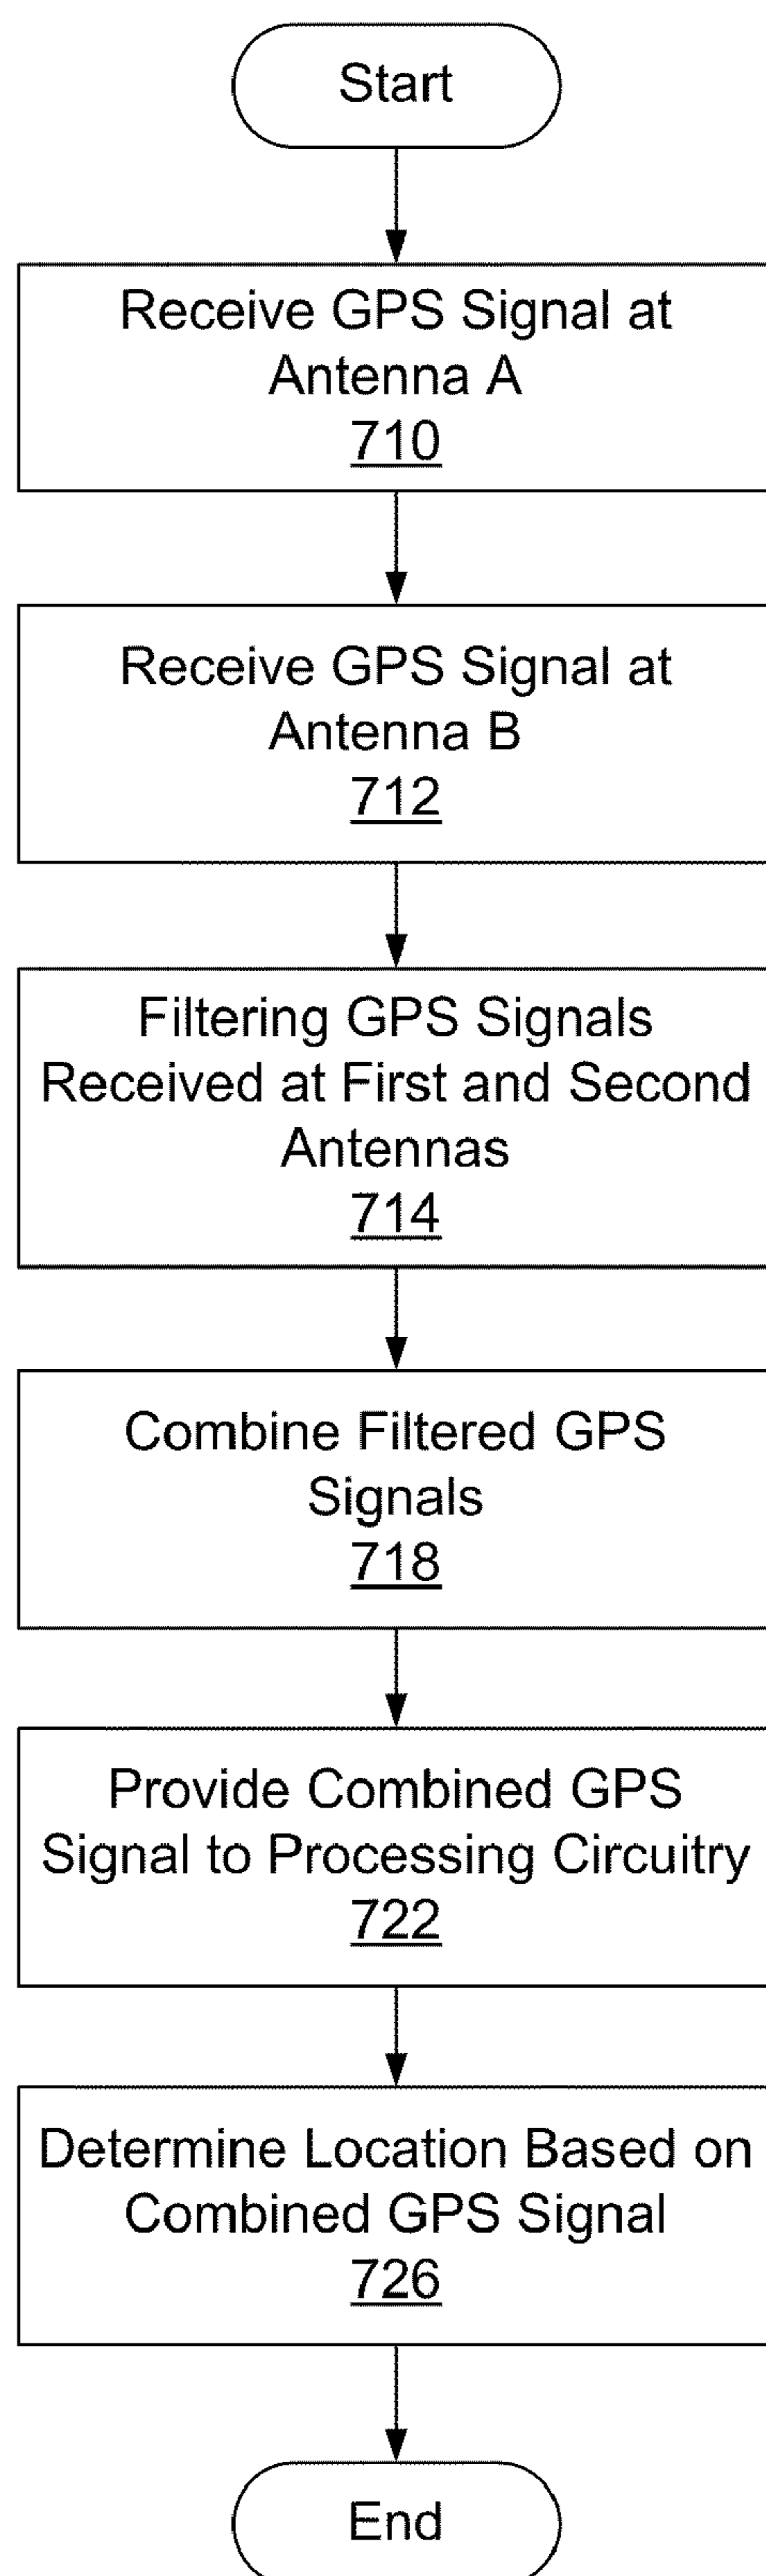 Start
Receive GPS Signal at
Antenna A
710
Receive GPS Signal at
Antenna B
712
Filtering GPS Signals
Received at First and Second
Antennas
714
Combine Filtered GPS
Signals
718
Provide Combined GPS
Signal to Processing Circuitry
722
Determine Location Based on
Combined GPS Signal
726
End